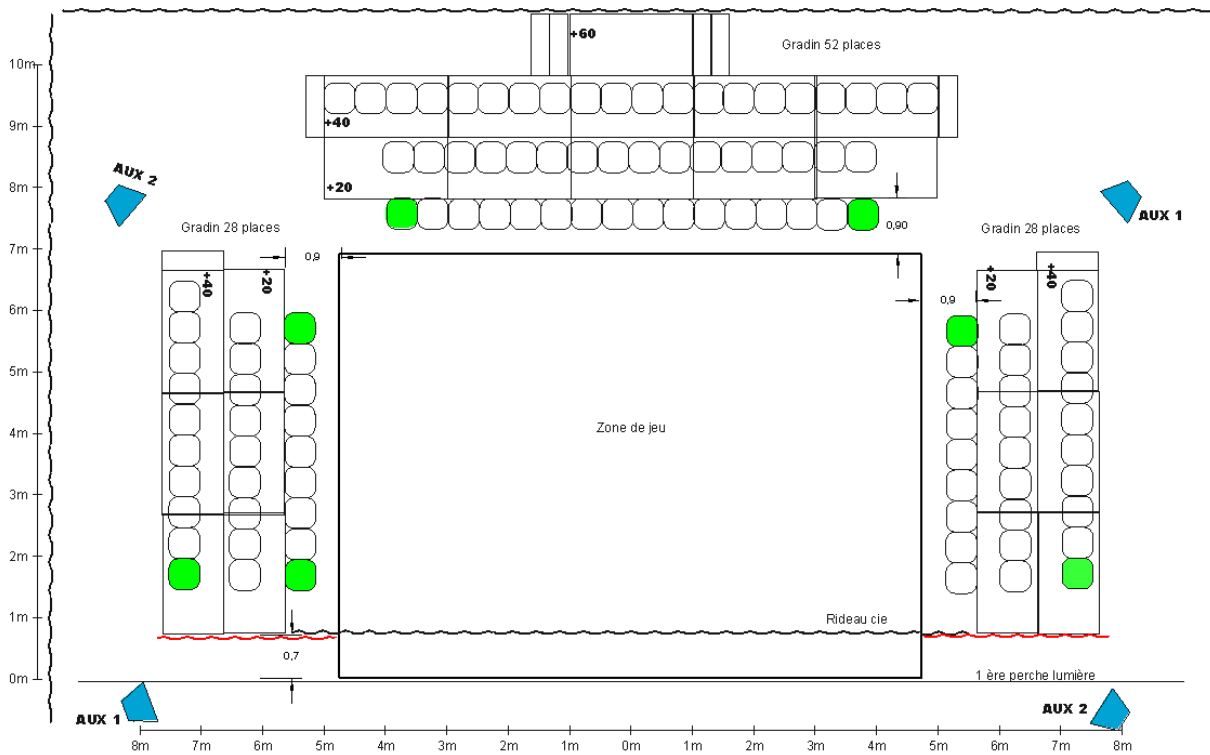 +60
Gradin 52 places
10m
9m
+40
AUX 2
8m
+20
AUX 1
Gradin 28 places
0,90
Gradin 28 places
7m
0,9
+40
+20
+20
+40
0,9
6m
5m
4m
Zone de jeu
3m
2m
1m
Rideau cie
0,7
0m
1 ère perche lumière
AUX 1
AUX 2
8m 7m 6m 5m 4m 3m 2m 1m 0m 1m 2m 3m 4m 5m 6m 7m 8m